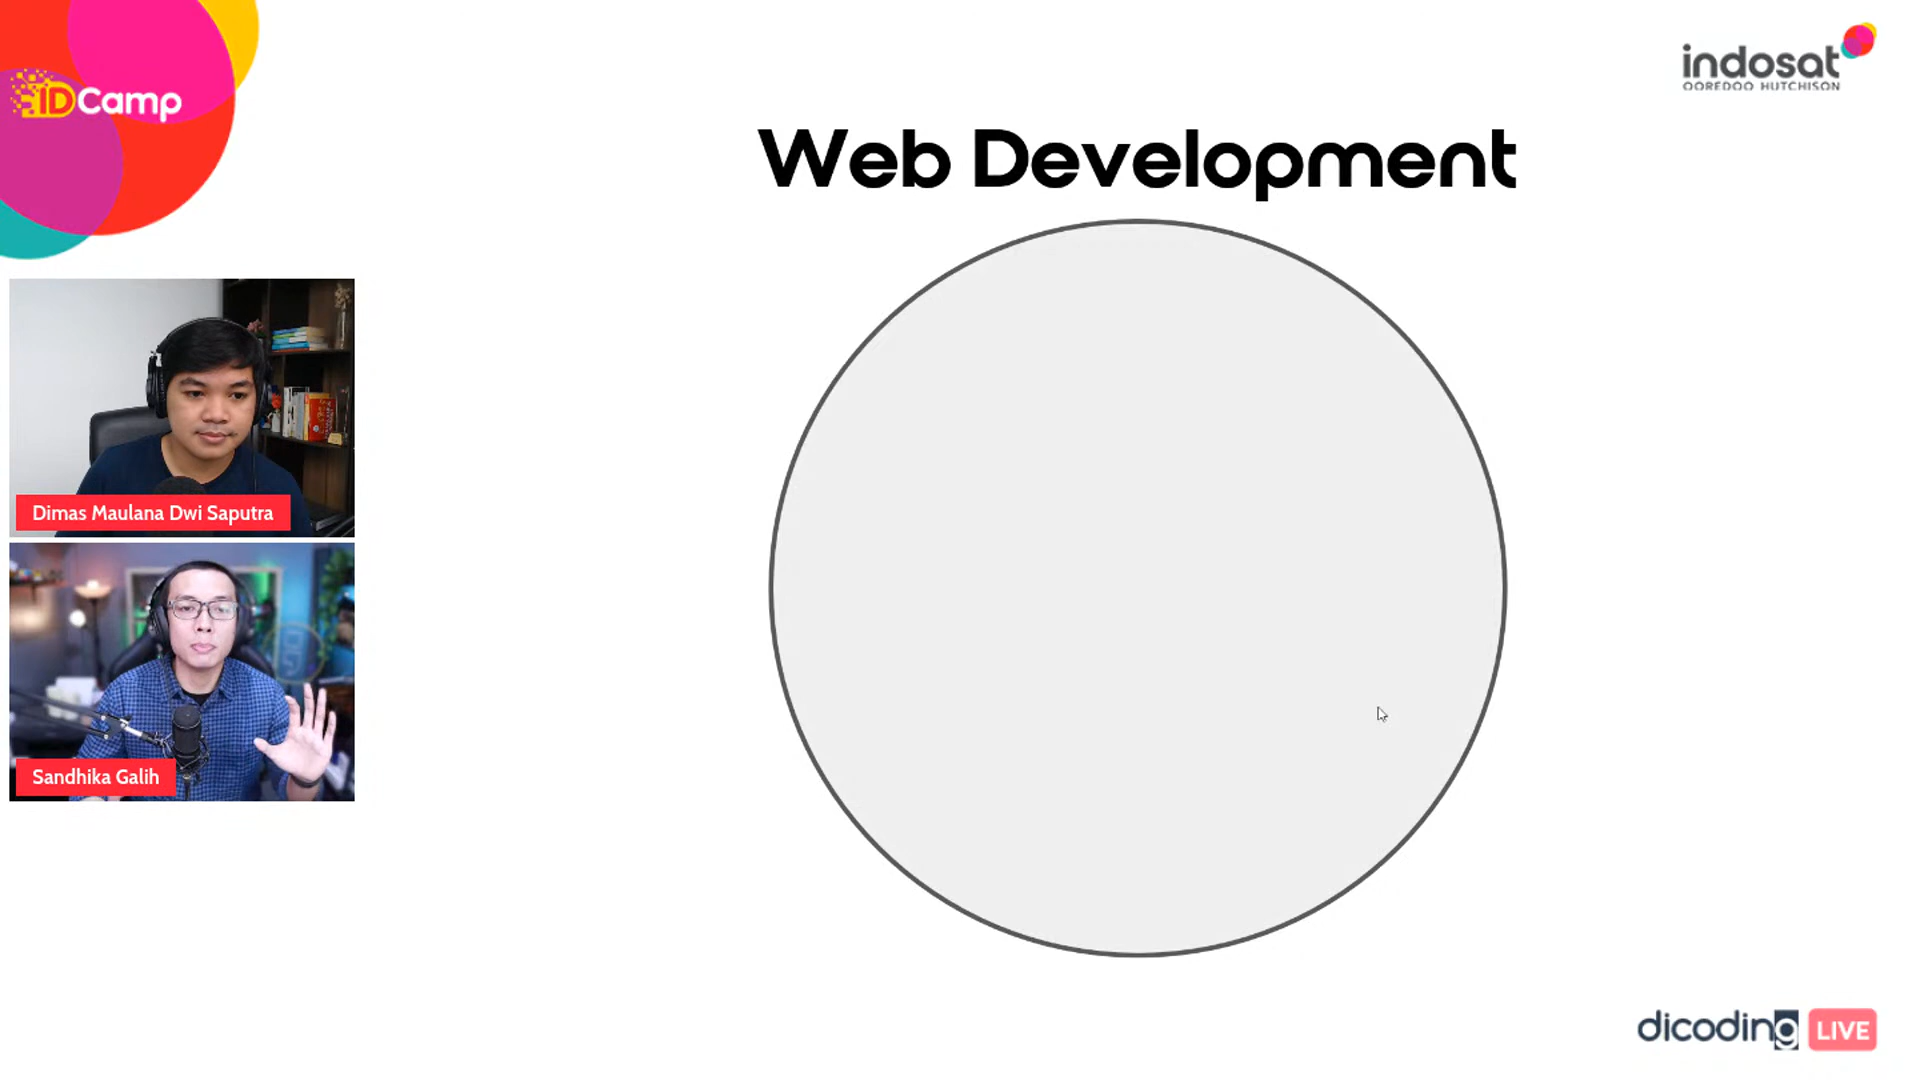 IDCamp
indosat
OOREDOO HUTCHISON
Web Development
Dimas Maulana Dwi Saputra
Sandhika Galih
dicoding LIVE